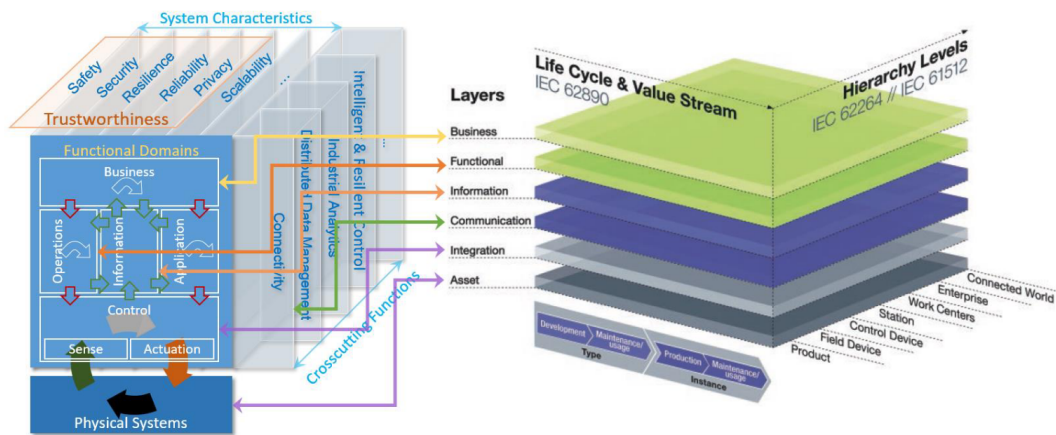 System Characteristics
Safety
Security
Resilience
Reliability
Privacy
Scalability
...
Trustworthiness
Functional Domains
Business
Operations
Information
Application
Control
Sense
Actuation
Physical Systems
Connectivity
Distributed Data Management
Industrial Analytics
Intelligent & Resilient Control
...
Crosscutting Functions
Layers
Business
Functional
Information
Communication
Integration
Asset
Life Cycle & Value Stream
IEC 62890
Hierarchy Levels
IEC 62264 // IEC 61512
Connected World
Enterprise
Work Centers
Station
Control Device
Field Device
Product
Development
Maintenance/
usage
Type
Production
Maintenance/
usage
Instance